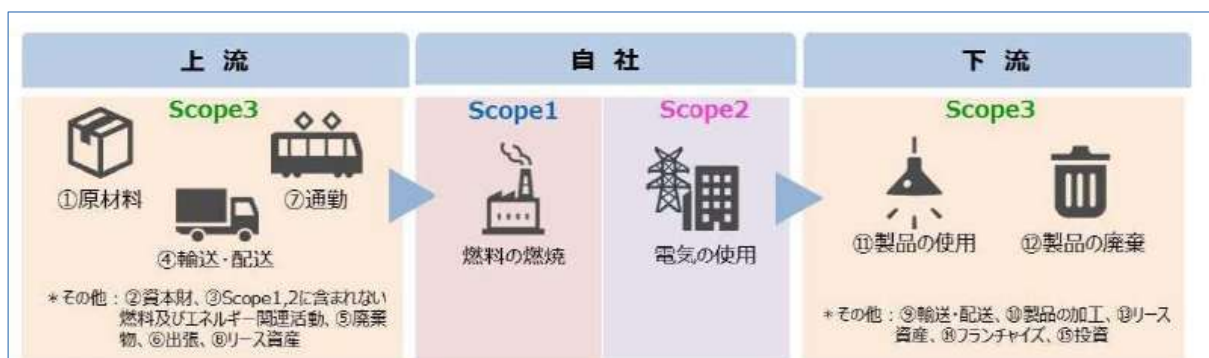 上 流
Scope3
①原材料
⑦通勤
④輸送・配送
＊その他：②資本財、③Scope1,2に含まれない
燃料及びエネルギー関連活動、⑤廃棄
物、⑥出張、⑧リース資産
自 社
Scope1
燃料の燃焼
Scope2
電気の使用
下 流
Scope3
⑪製品の使用
⑫製品の廃棄
＊その他：⑨輸送・配送、⑩製品の加工、⑬リース
資産、⑭フランチャイズ、⑮投資